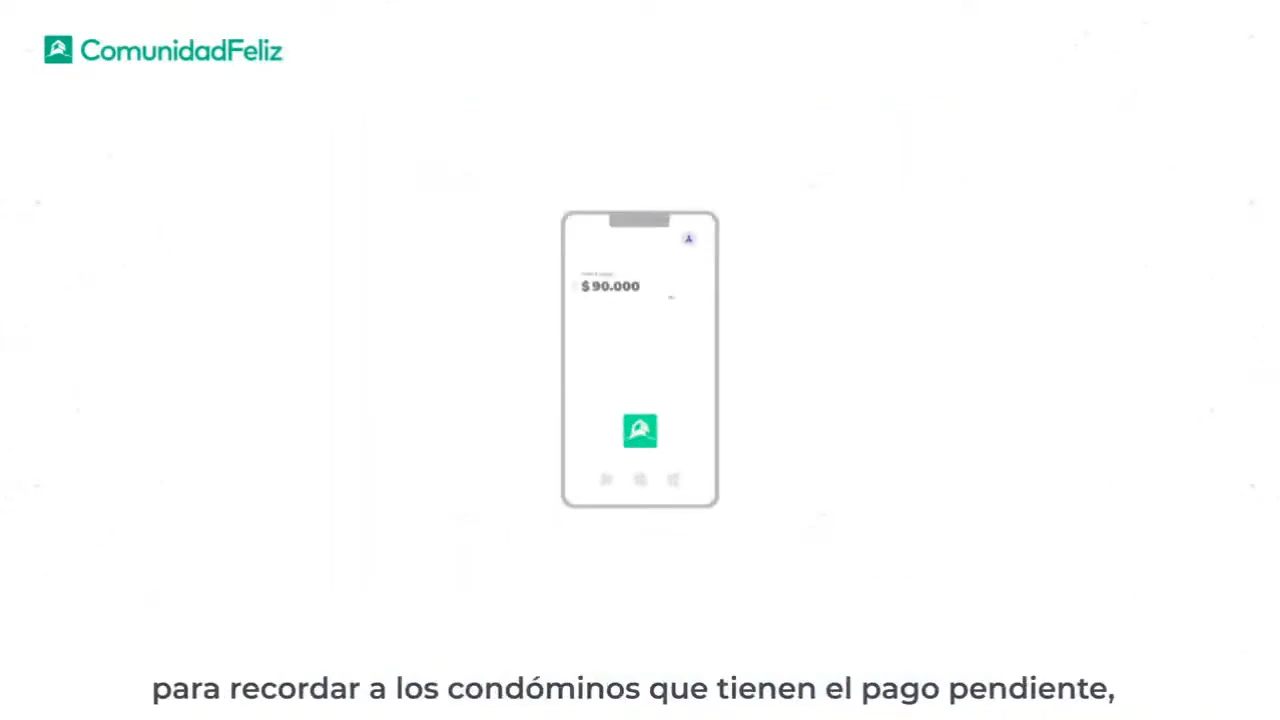 ComunidadFeliz
$ 90.000
para recordar a los condóminos que tienen el pago pendiente,